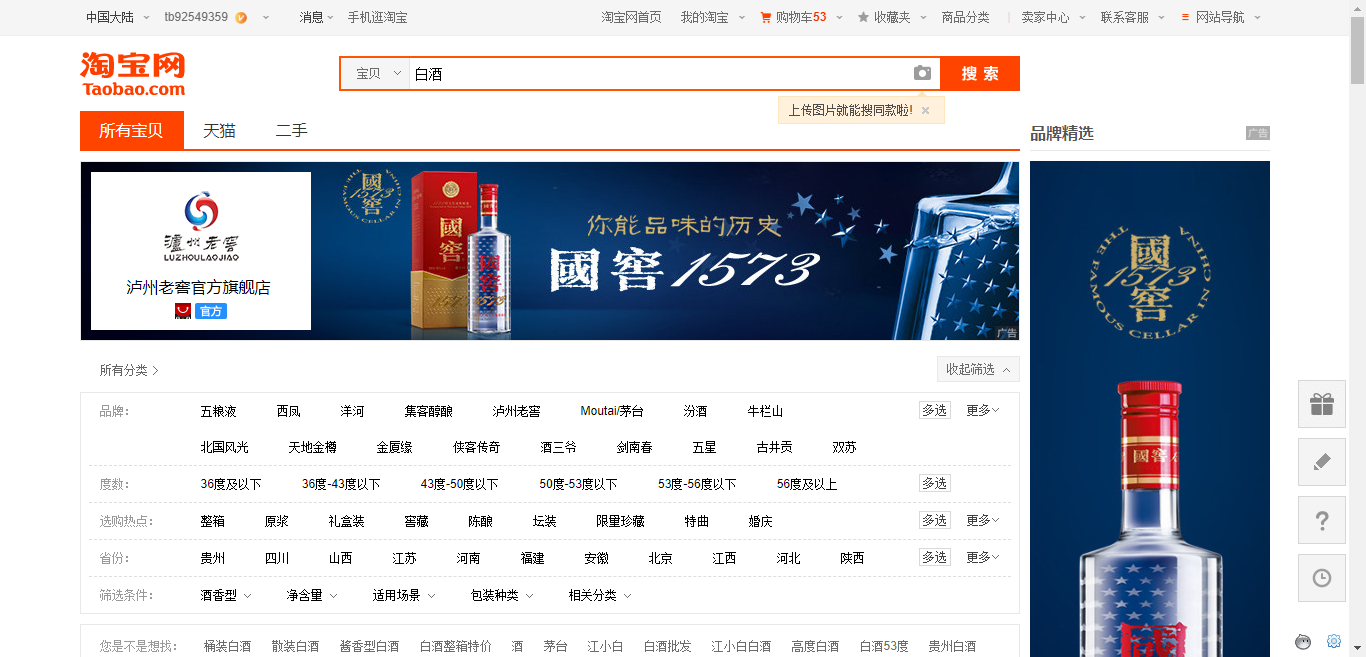 中国大陆 tb92549359 消息 手机逛淘宝 淘宝网首页 我的淘宝 购物车53 收藏夹 商品分类 卖家中心 联系客服 网站导航
淘宝网
Taobao.com
宝贝 白酒 搜 索
上传图片就能搜同款啦! ×
所有宝贝 天猫 二手
品牌精选 广告
瀘州老窖
LUZHOULAOJIAO
泸州老窖官方旗舰店
官方
國窖
1573
你能品味的历史
國窖1573
广告
國
1573
窖
THE FAMOUS CELLAR IN CHINA
國窖
所有分类 >
收起筛选
品牌: 五粮液 西凤 洋河 集客醇酿 泸州老窖 Moutai/茅台 汾酒 牛栏山 多选 更多
北国风光 天地金樽 金厦缘 侠客传奇 酒三爷 剑南春 五星 古井贡 双苏
度数: 36度及以下 36度-43度以下 43度-50度以下 50度-53度以下 53度-56度以下 56度及以上 多选
选购热点: 整箱 原浆 礼盒装 窖藏 陈酿 坛装 限量珍藏 特曲 婚庆 多选 更多
省份: 贵州 四川 山西 江苏 河南 福建 安徽 北京 江西 河北 陕西 多选 更多
筛选条件: 酒香型 净含量 适用场景 包装种类 相关分类
您是不是想找: 桶装白酒 散装白酒 酱香型白酒 白酒整箱特价 酒 茅台 江小白 白酒批发 江小白白酒 高度白酒 白酒53度 贵州白酒